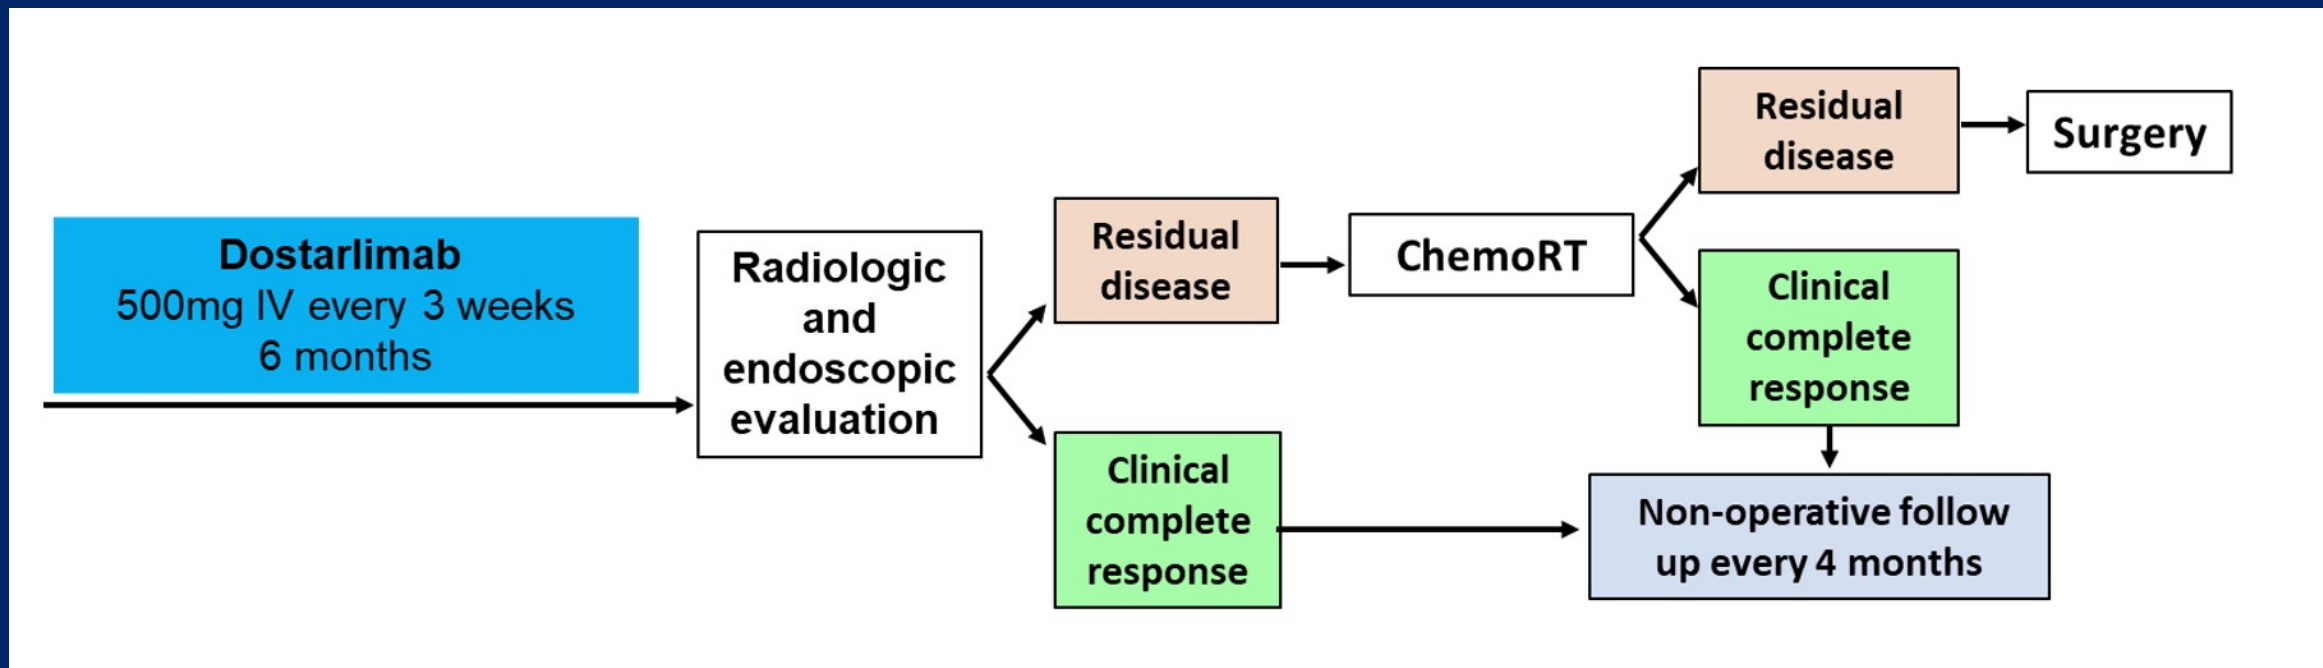 Dostarlimab
500mg IV every 3 weeks
6 months
Radiologic
and
endoscopic
evaluation
Residual
disease
ChemoRT
Residual
disease
Surgery
Clinical
complete
response
Clinical
complete
response
Non-operative follow
up every 4 months